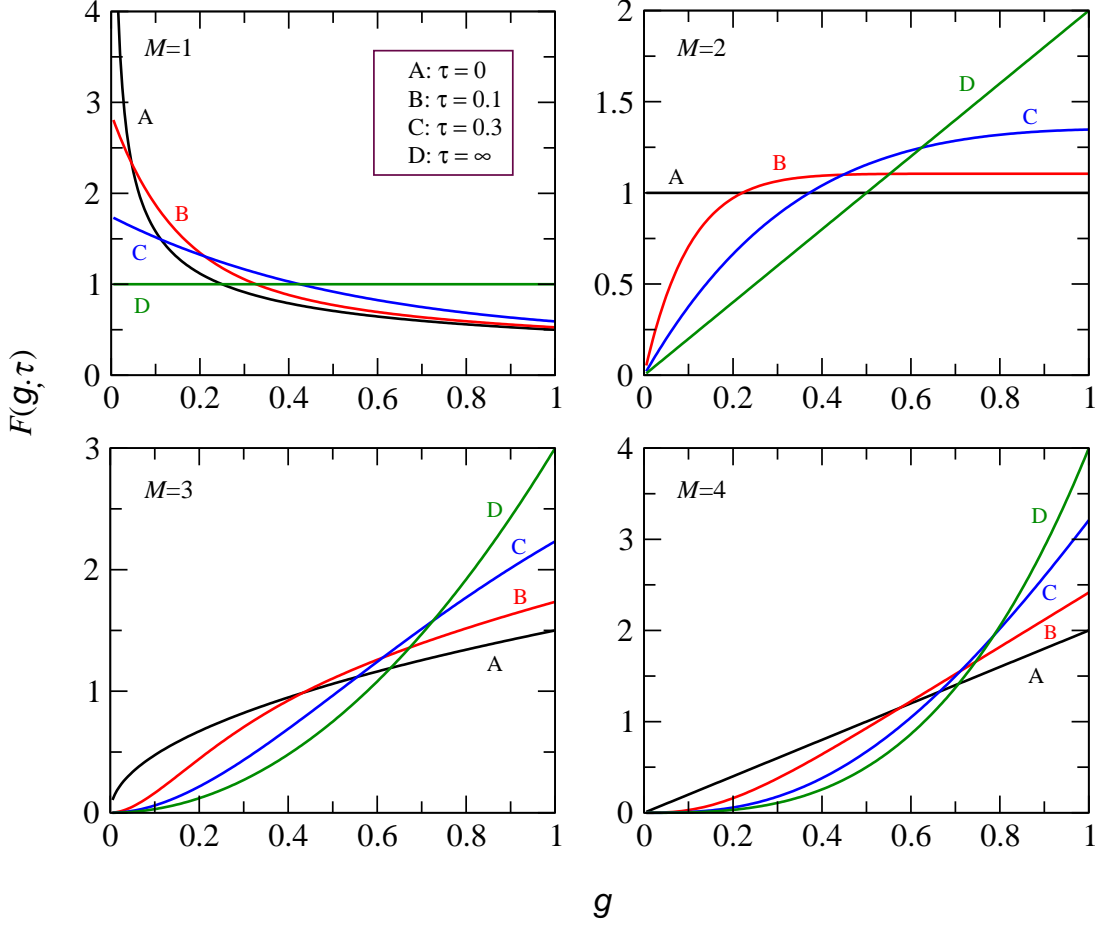 M=1
A: τ = 0
B: τ = 0.1
C: τ = 0.3
D: τ = ∞
A
B
C
D
4
3
2
1
0
0 0.2 0.4 0.6 0.8 1
M=2
A
B
C
D
2
1.5
1
0.5
0
0 0.2 0.4 0.6 0.8 1
F(g;τ)
M=3
D
C
B
A
3
2
1
0
0 0.2 0.4 0.6 0.8 1
M=4
D
C
B
A
4
3
2
1
0
0 0.2 0.4 0.6 0.8 1
g